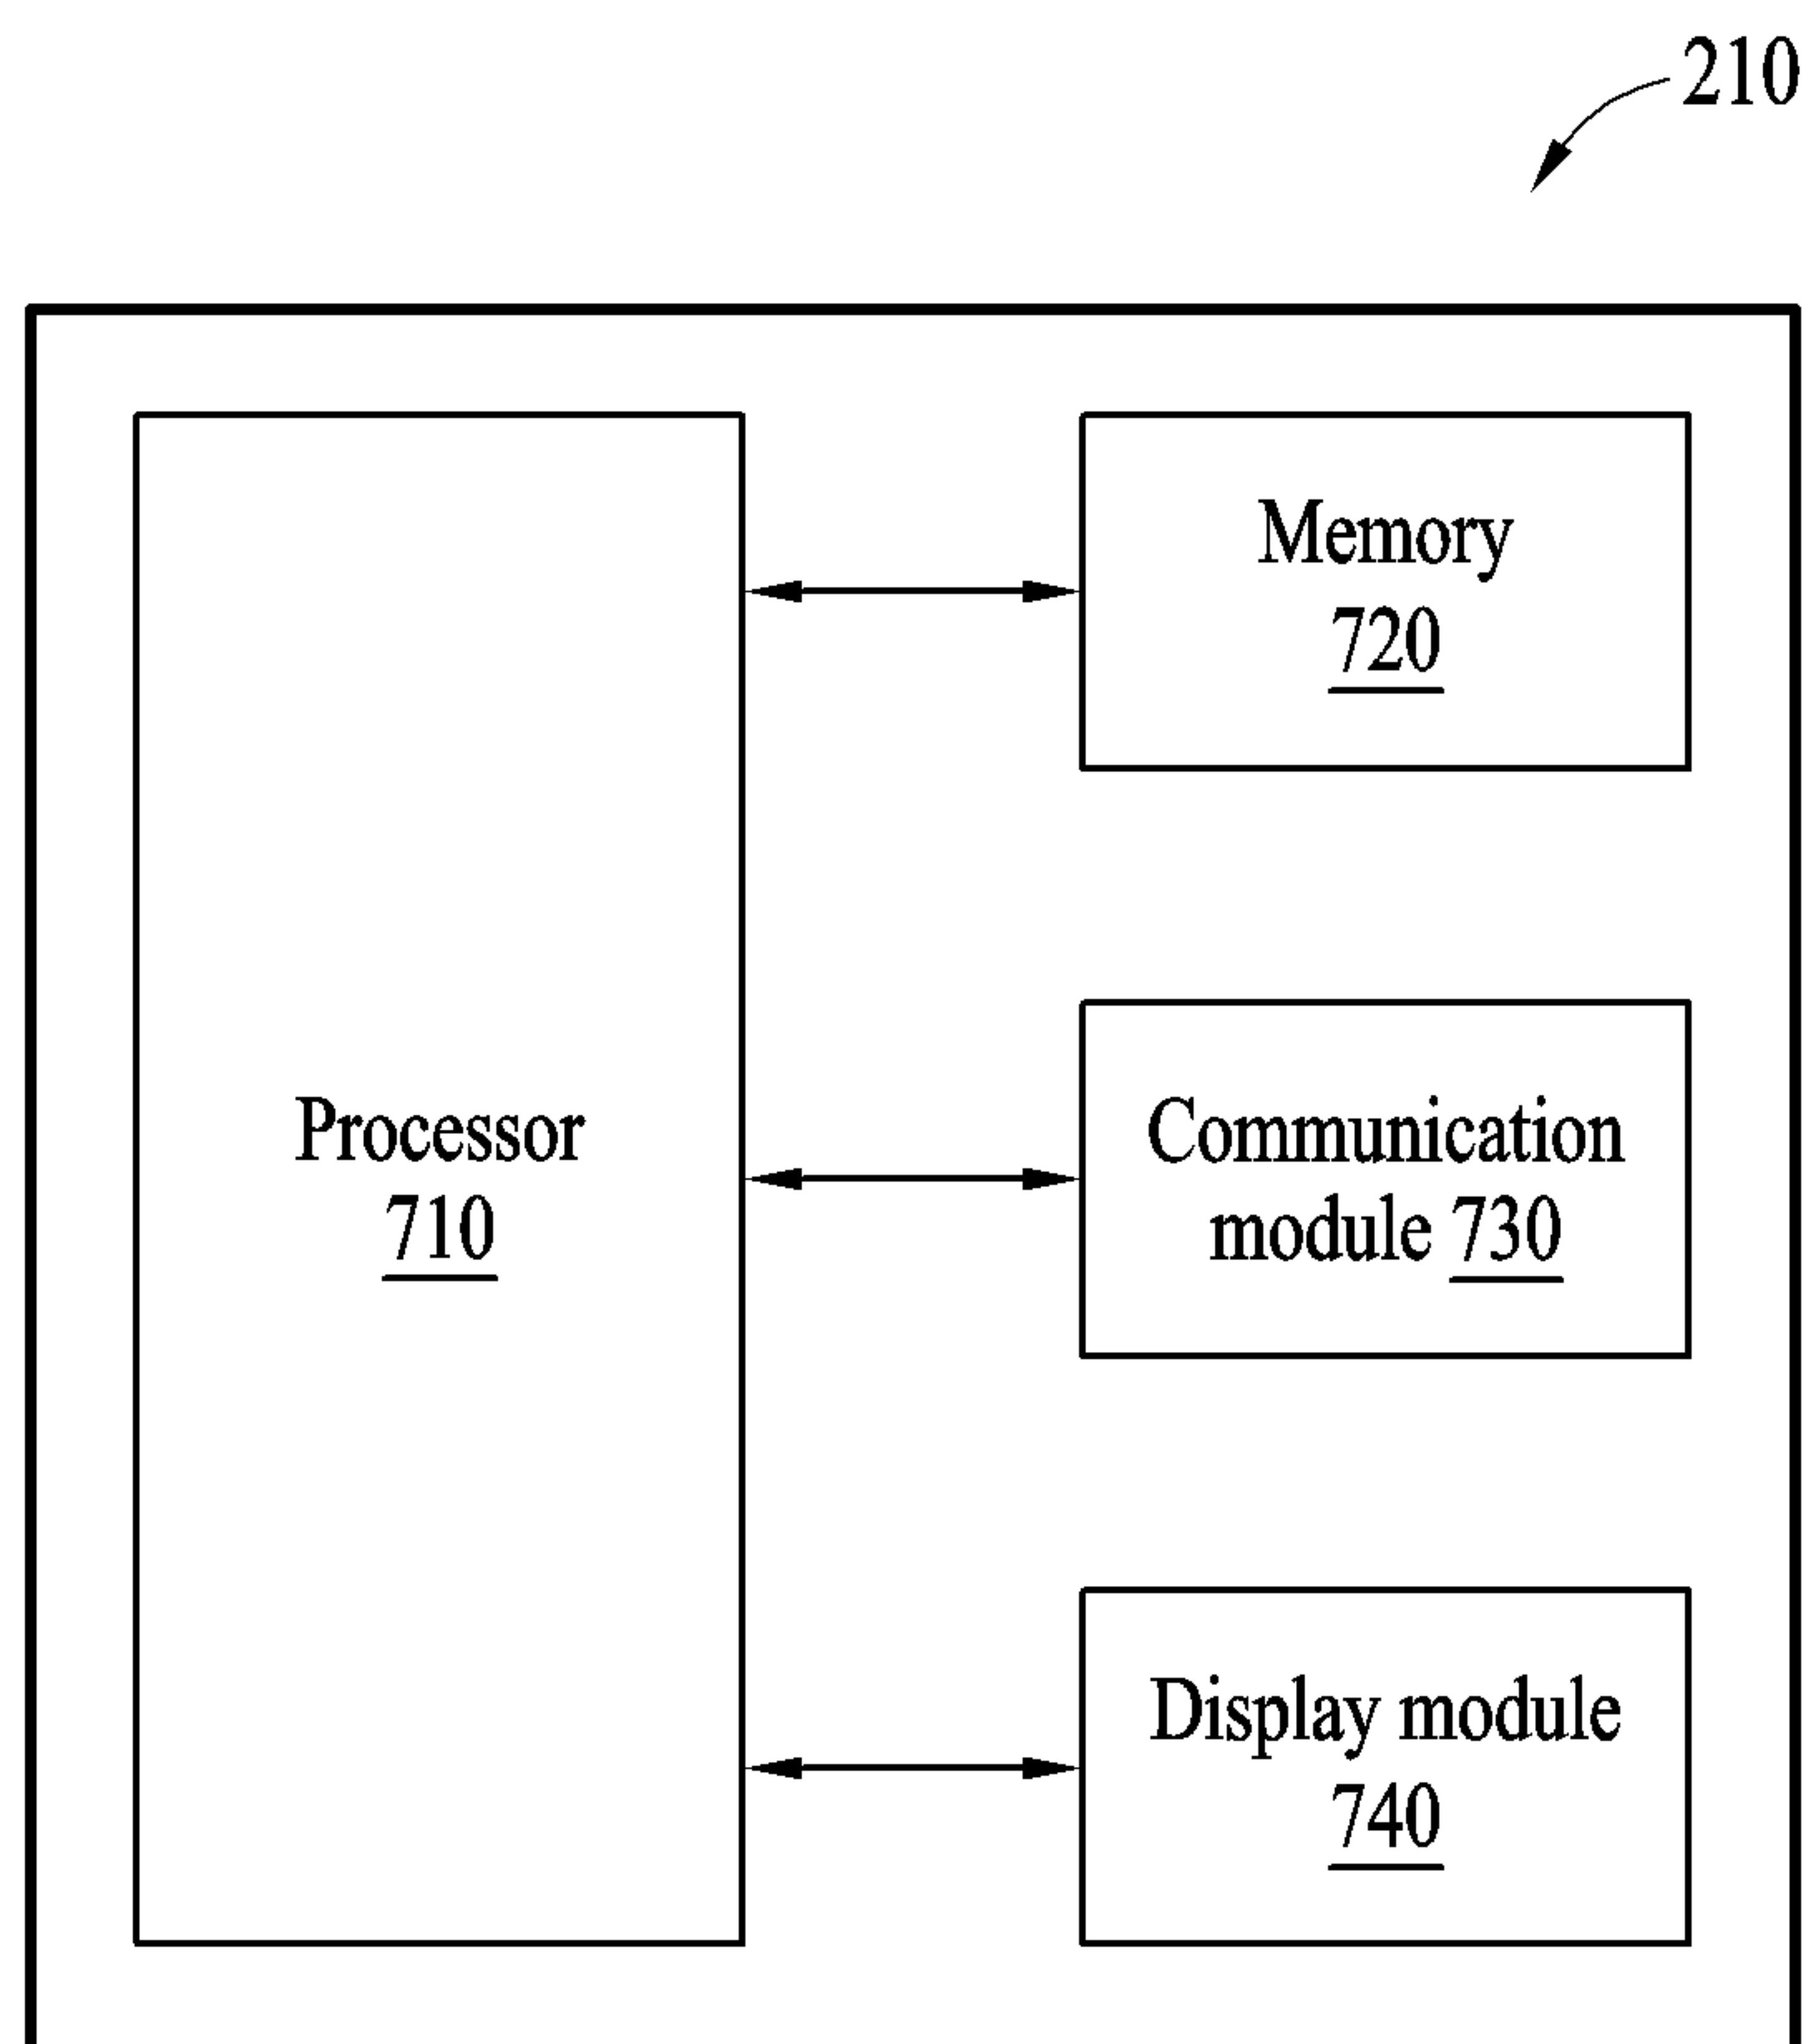 210
Processor
710
Memory
720
Communication
module 730
Display module
740